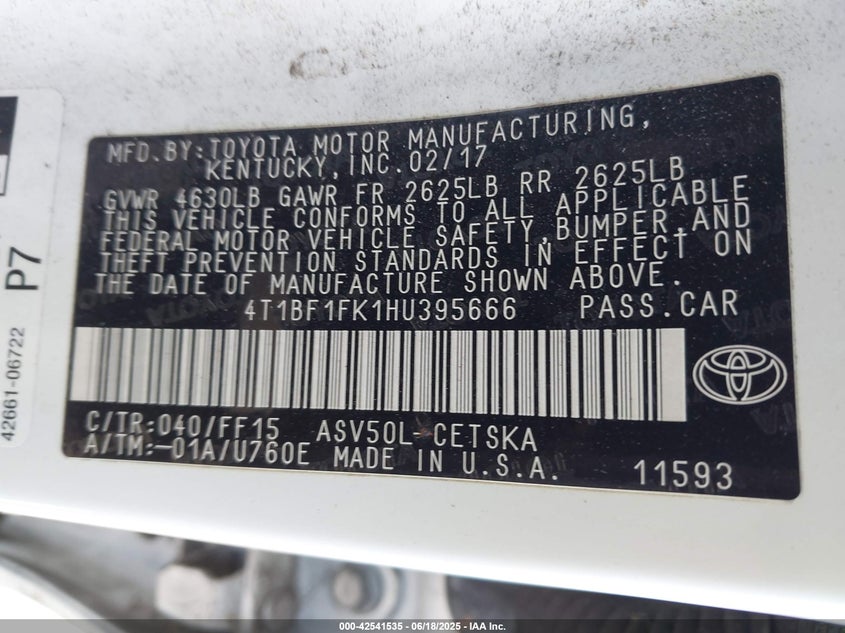 MFD.BY:TOYOTA MOTOR MANUFACTURING,
KENTUCKY, INC. 02/17
GVWR 4630LB GAWR FR 2625LB RR 2625LB
THIS VEHICLE CONFORMS TO ALL APPLICABLE
FEDERAL MOTOR VEHICLE SAFETY, BUMPER, AND
THEFT PREVENTION STANDARDS IN EFFECT ON
THE DATE OF MANUFACTURE SHOWN ABOVE.
4T1BF1FK1HU395666 PASS.CAR
C/TR:040/FF15 ASV50L-CETSKA
A/TM:-01A/U760E MADE IN U.S.A. 11593
P7
42661-06722
000-42541535 - 06/18/2025 - IAA Inc.